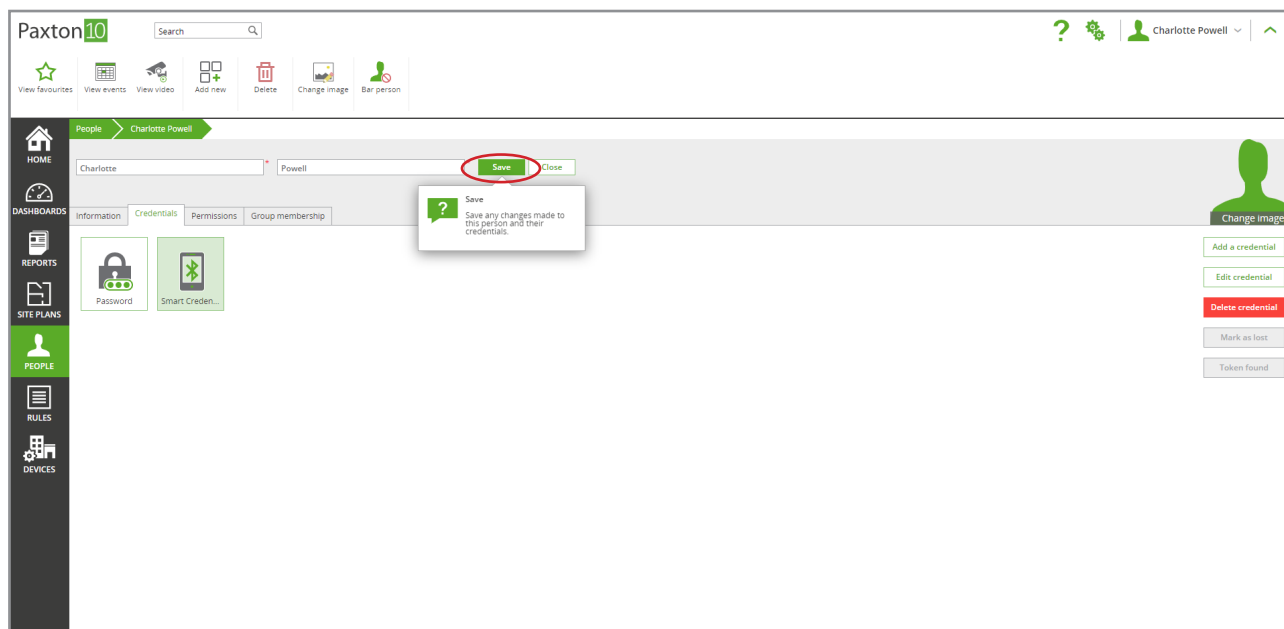 Paxton 10
Search
?
Charlotte Powell
View favourites
View events
View video
Add new
Delete
Change image
Bar person
HOME
DASHBOARDS
REPORTS
SITE PLANS
PEOPLE
RULES
DEVICES
People
Charlotte Powell
Charlotte
*
Powell
Save
Close
?
Save
Save any changes made to
this person and their
credentials.
Information
Credentials
Permissions
Group membership
Change image
Password
Smart Creden...
Add a credential
Edit credential
Delete credential
Mark as lost
Token found